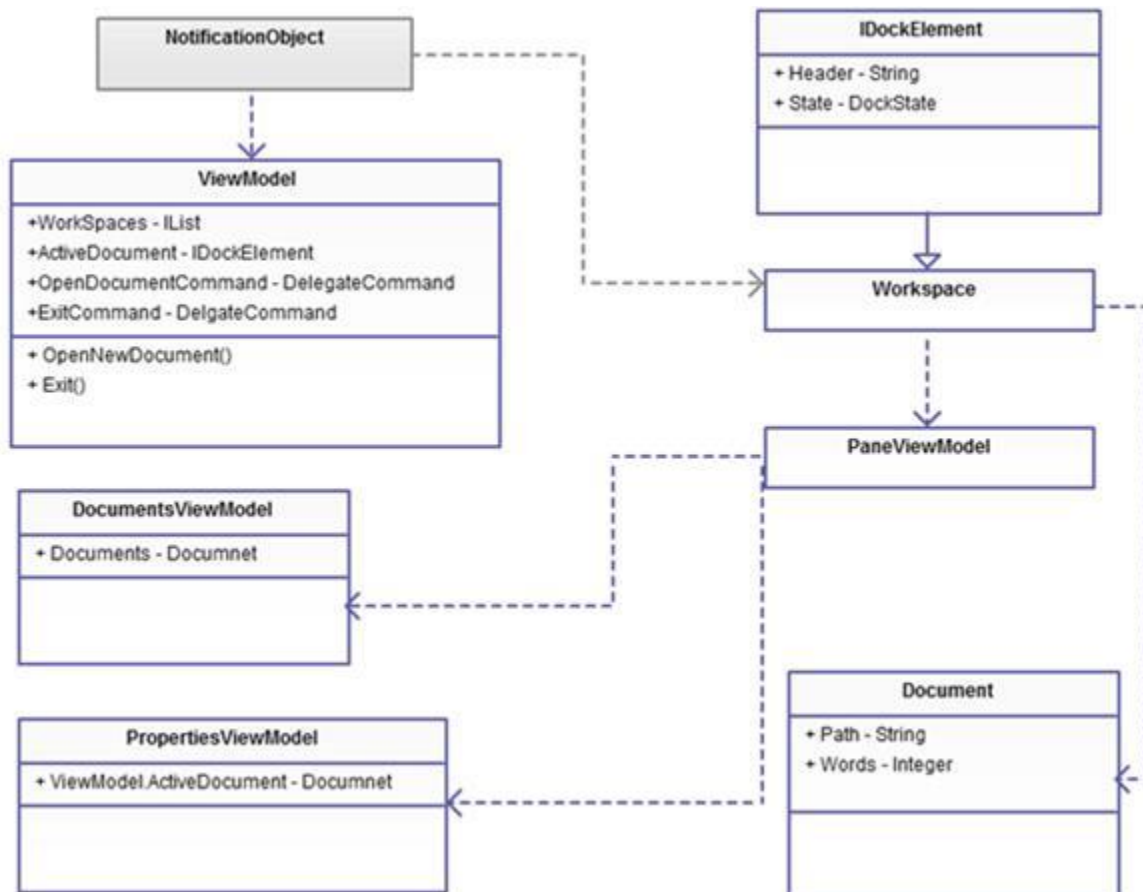 NotificationObject
IDockElement
+ Header - String
+ State - DockState
ViewModel
+WorkSpaces - IList
+ActiveDocument - IDockElement
+OpenDocumentCommand - DelegateCommand
+ExitCommand - DelgateCommand
+ OpenNewDocument()
+ Exit()
Workspace
PaneViewModel
DocumentsViewModel
+ Documents - Documnet
Document
+ Path - String
+ Words - Integer
PropertiesViewModel
+ ViewModel.ActiveDocument - Documnet